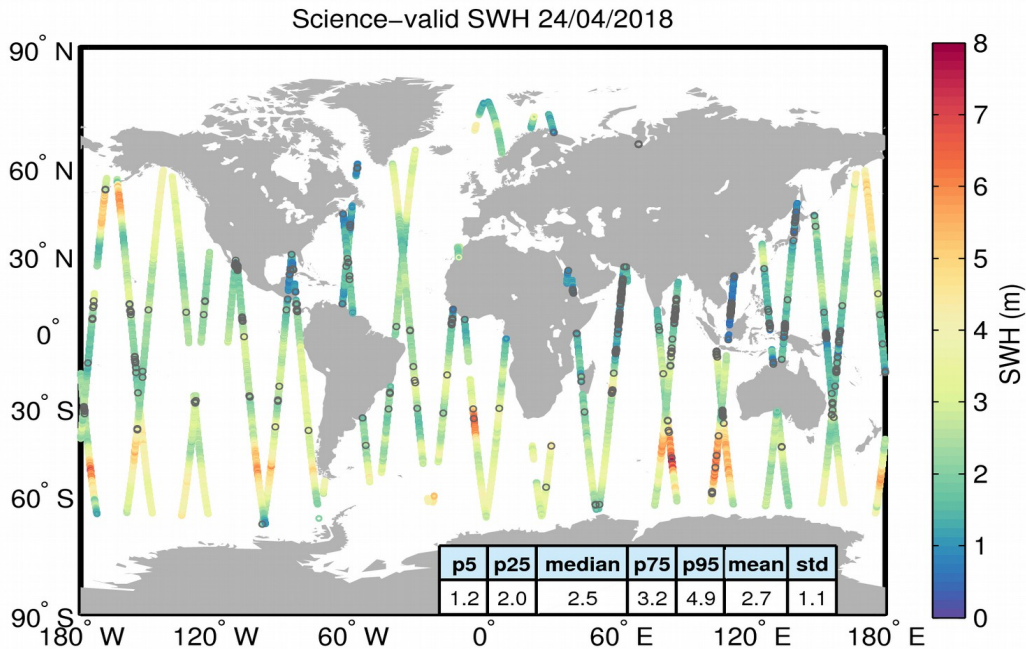 Science−valid SWH 24/04/2018
90° N
60° N
30° N
0°
30° S
60° S
90° S
180° W
120° W
60° W
0°
60° E
120° E
180° E
p5 p25 median p75 p95 mean std
1.2 2.0 2.5 3.2 4.9 2.7 1.1
8
7
6
5
4
3
2
1
0
SWH (m)